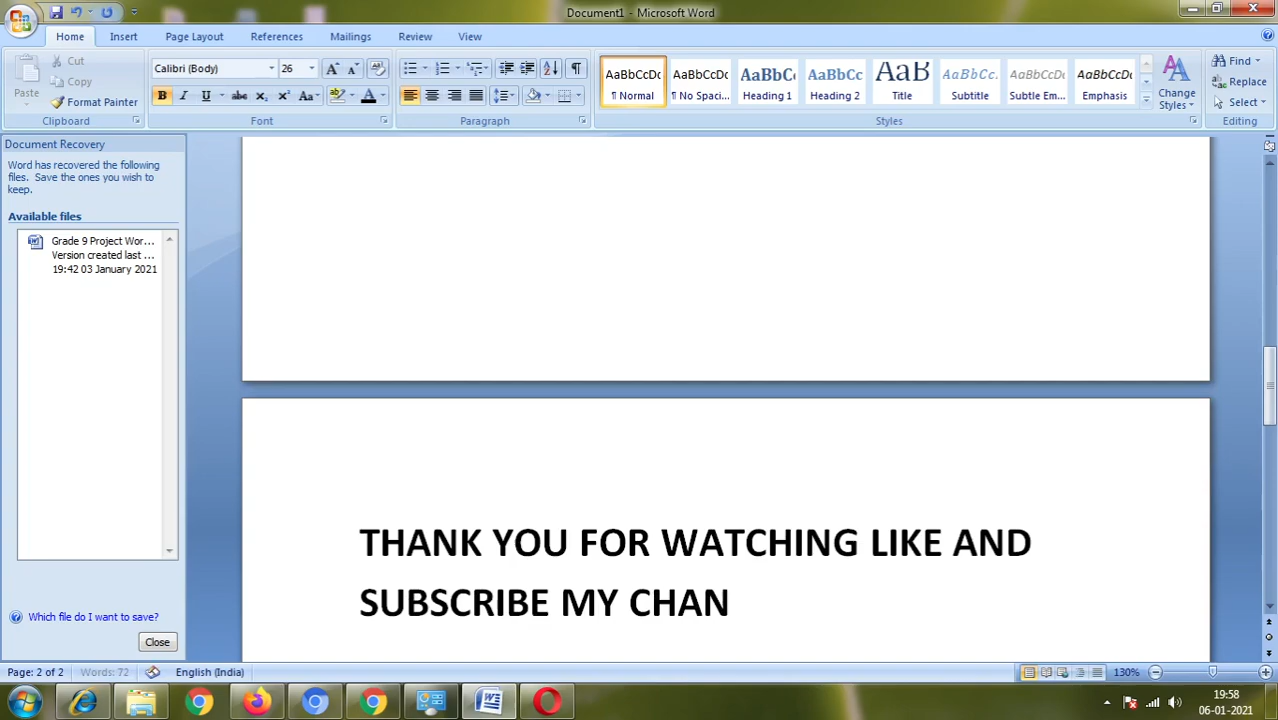 Document1 - Microsoft Word
Home Insert Page Layout References Mailings Review View
Paste
Cut
Copy
Format Painter
Clipboard
Calibri (Body) 26
Font
Paragraph
AaBbCcDc AaBbCcDc AaBbC AaBbCc AaB AaBbCc. AaBbCcDc AaBbCcDc
¶ Normal ¶ No Spaci... Heading 1 Heading 2 Title Subtitle Subtle Em... Emphasis
Styles
Change
Styles
Find
Replace
Select
Editing
Document Recovery
Word has recovered the following
files. Save the ones you wish to
keep.
Available files
Grade 9 Project Wor...
Version created last ...
19:42 03 January 2021
Which file do I want to save?
Close
THANK YOU FOR WATCHING LIKE AND
SUBSCRIBE MY CHAN
Page: 2 of 2 Words: 72 English (India) 130%
19:58
06-01-2021